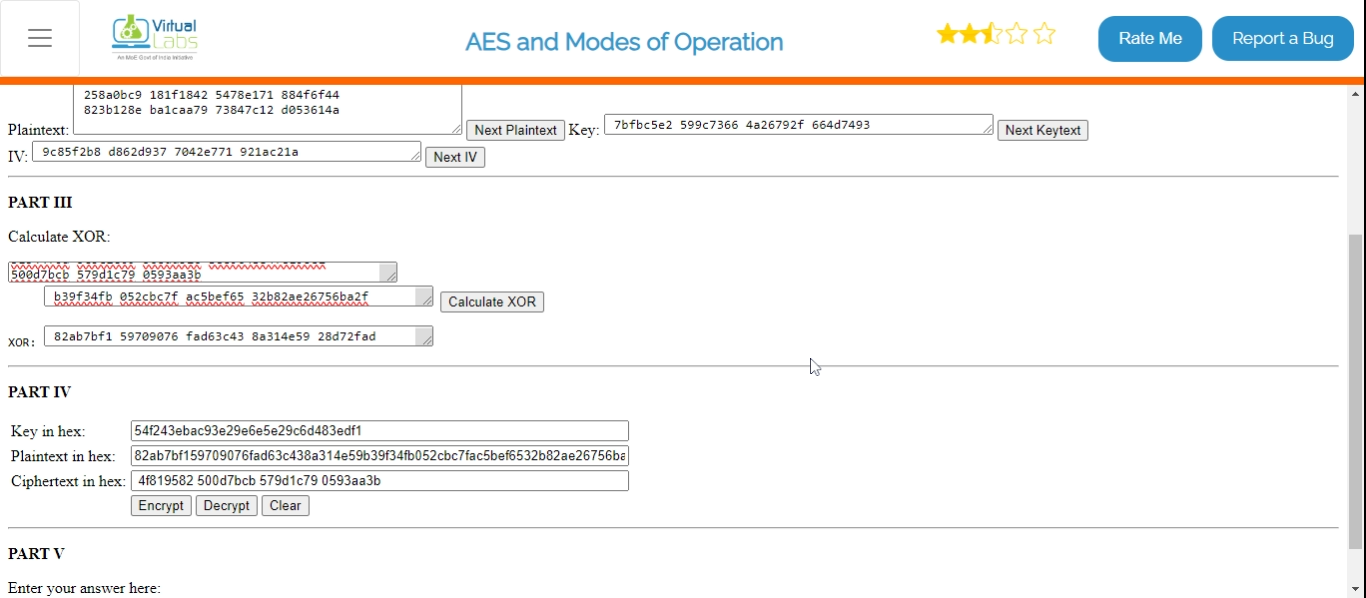 Virtual
Labs
An MoE Govt of India Initiative
AES and Modes of Operation
Rate Me
Report a Bug
258a0bc9 181f1842 5478e171 884f6f44
823b128e ba1caa79 73847c12 d053614a
Plaintext:
Next Plaintext
Key: 7bfbc5e2 599c7366 4a26792f 664d7493
Next Keytext
IV: 9c85f2b8 d862d937 7042e771 921ac21a
Next IV
PART III
Calculate XOR:
500d7bcb 579d1c79 0593aa3b
b39f34fb 052cbc7f ac5bef65 32b82ae26756ba2f
Calculate XOR
XOR: 82ab7bf1 59709076 fad63c43 8a314e59 28d72fad
PART IV
Key in hex: 54f243ebac93e29e6e5e29c6d483edf1
Plaintext in hex: 82ab7bf159709076fad63c438a314e59b39f34fb052cbc7fac5bef6532b82ae26756ba
Ciphertext in hex: 4f819582 500d7bcb 579d1c79 0593aa3b
Encrypt Decrypt Clear
PART V
Enter your answer here: